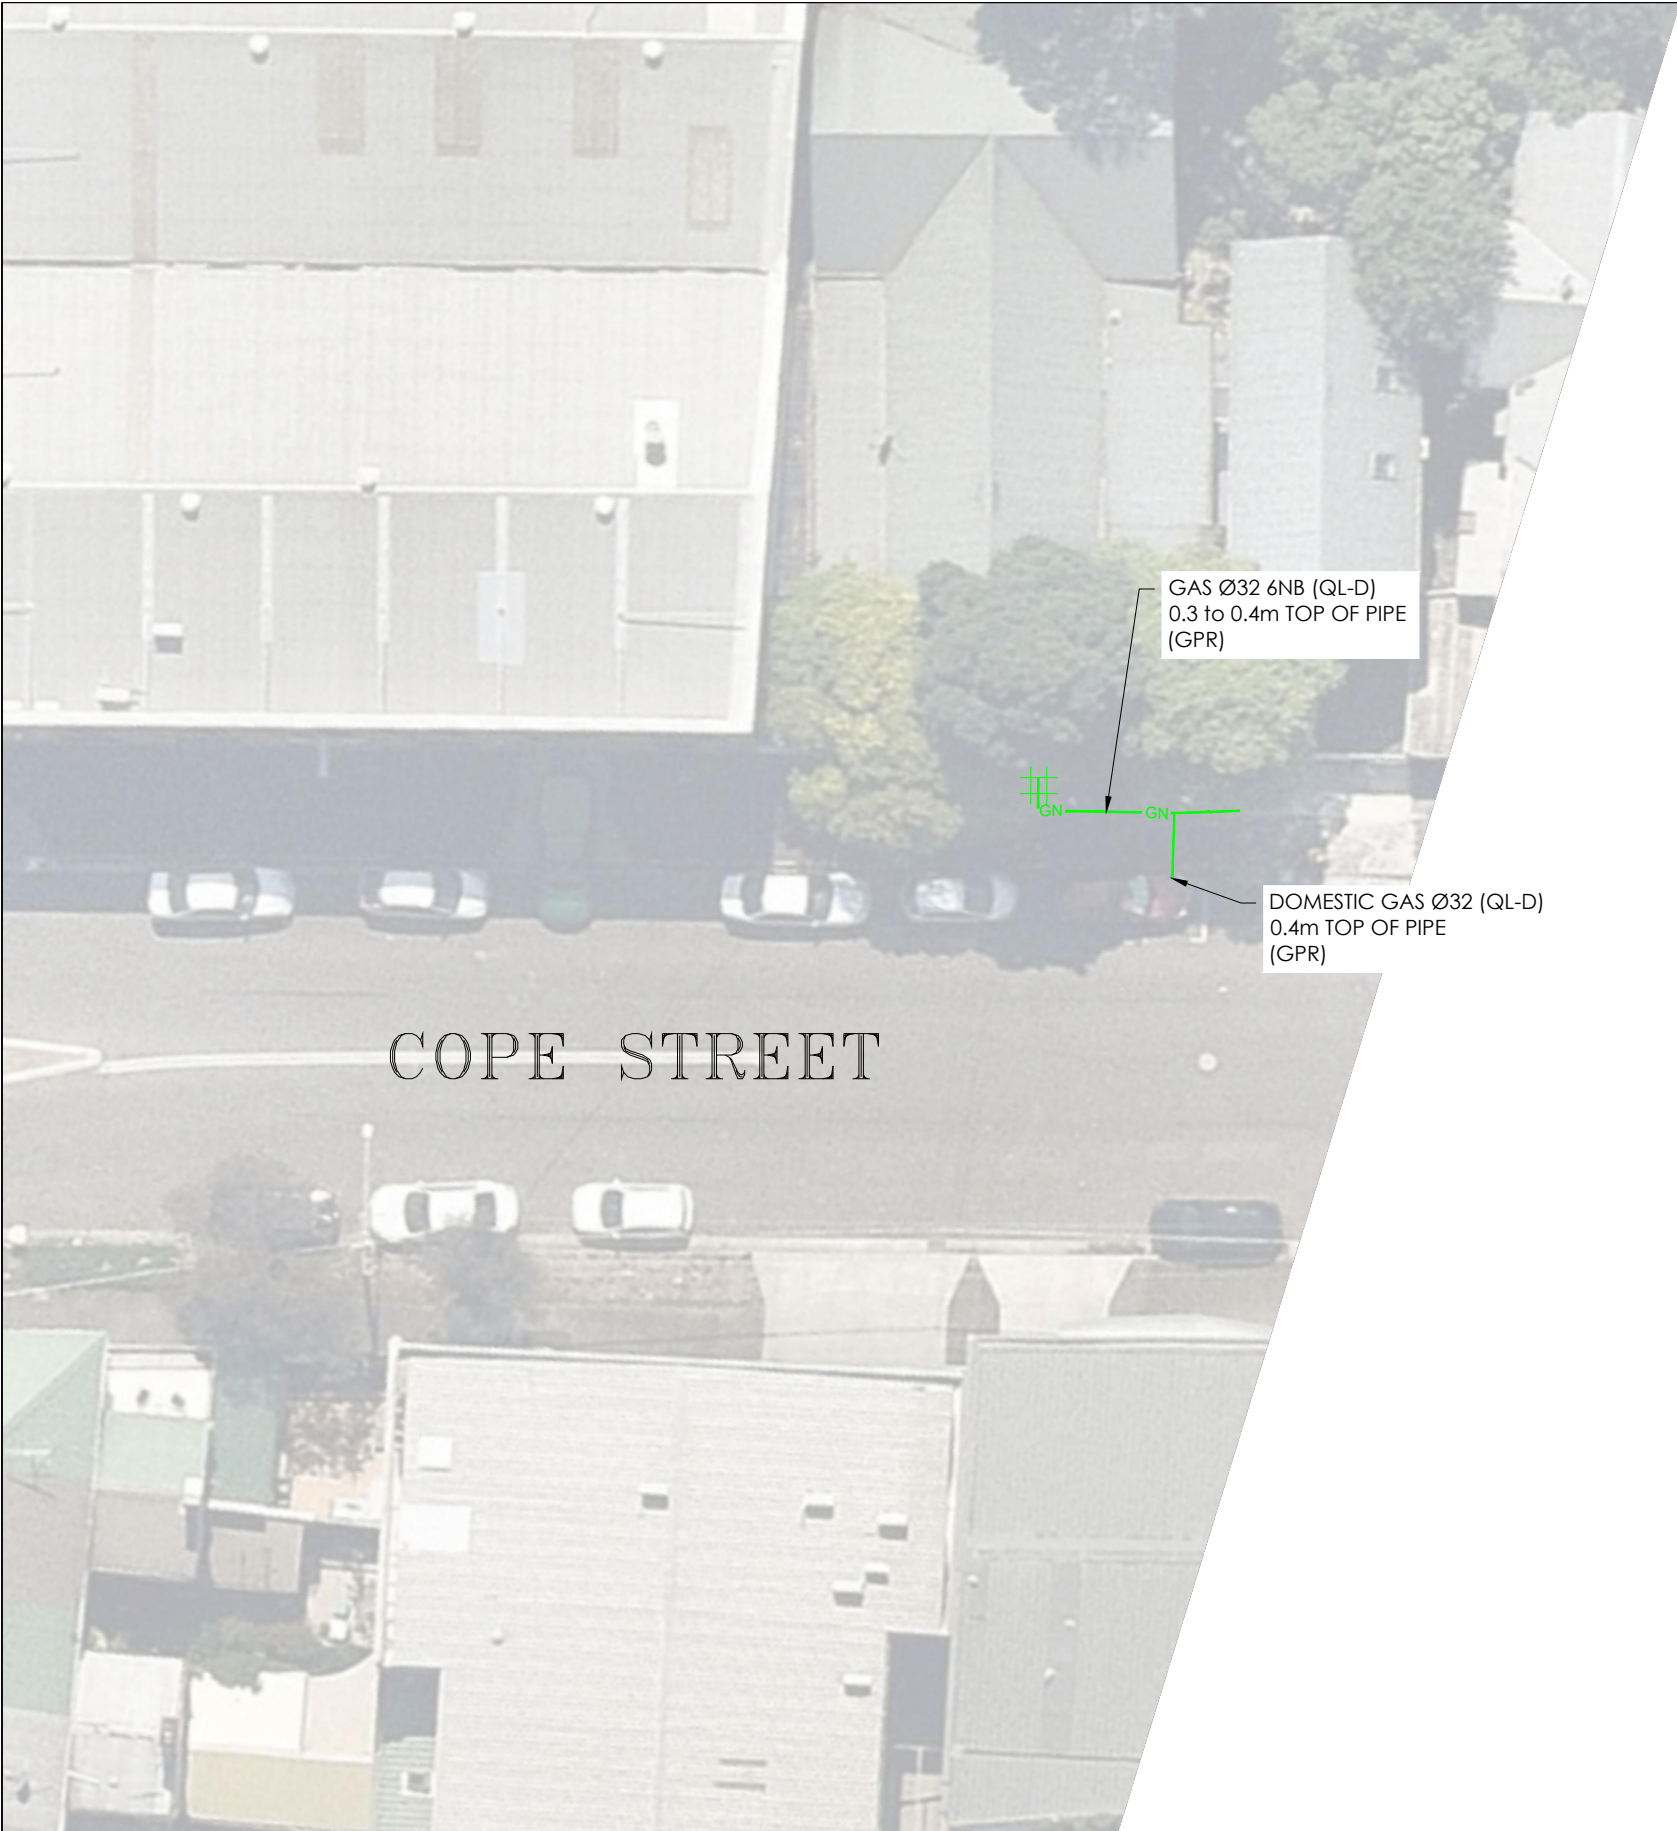 GAS Ø32 6NB (QL-D)
0.3 to 0.4m TOP OF PIPE
(GPR)
GN GN
DOMESTIC GAS Ø32 (QL-D)
0.4m TOP OF PIPE
(GPR)
COPE STREET